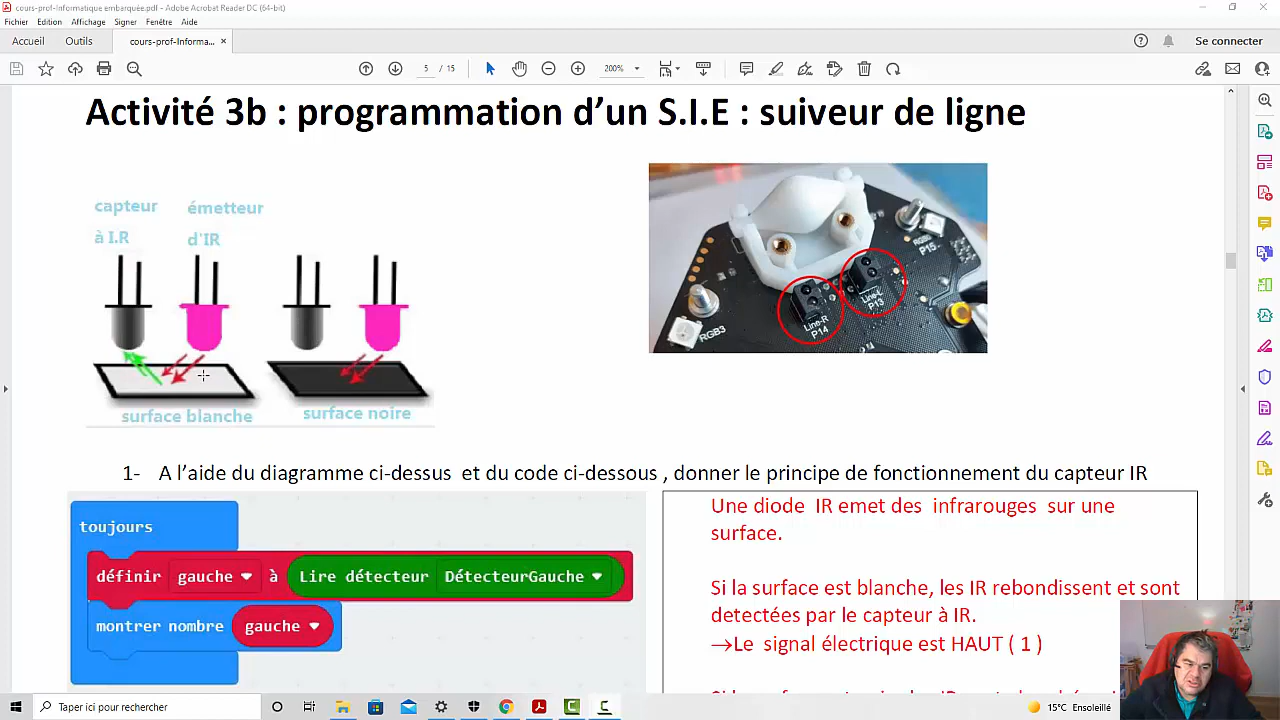 cours-prof-Informatique embarquée.pdf - Adobe Acrobat Reader DC (64-bit)
Fichier Edition Affichage Signer Fenêtre Aide
Accueil Outils cours-prof-Informa... × Se connecter
5 / 15 200%
Activité 3b : programmation d’un S.I.E : suiveur de ligne
capteur
à I.R
émetteur
d'IR
surface blanche
surface noire
RGB3
Line-R
P14
P13
P15
1- A l’aide du diagramme ci-dessus et du code ci-dessous , donner le principe de fonctionnement du capteur IR
toujours
définir gauche à Lire détecteur DétecteurGauche
montrer nombre gauche
Une diode IR emet des infrarouges sur une
surface.
Si la surface est blanche, les IR rebondissent et sont
detectées par le capteur à IR.
→Le signal électrique est HAUT ( 1 )
Taper ici pour rechercher
15°C Ensoleillé